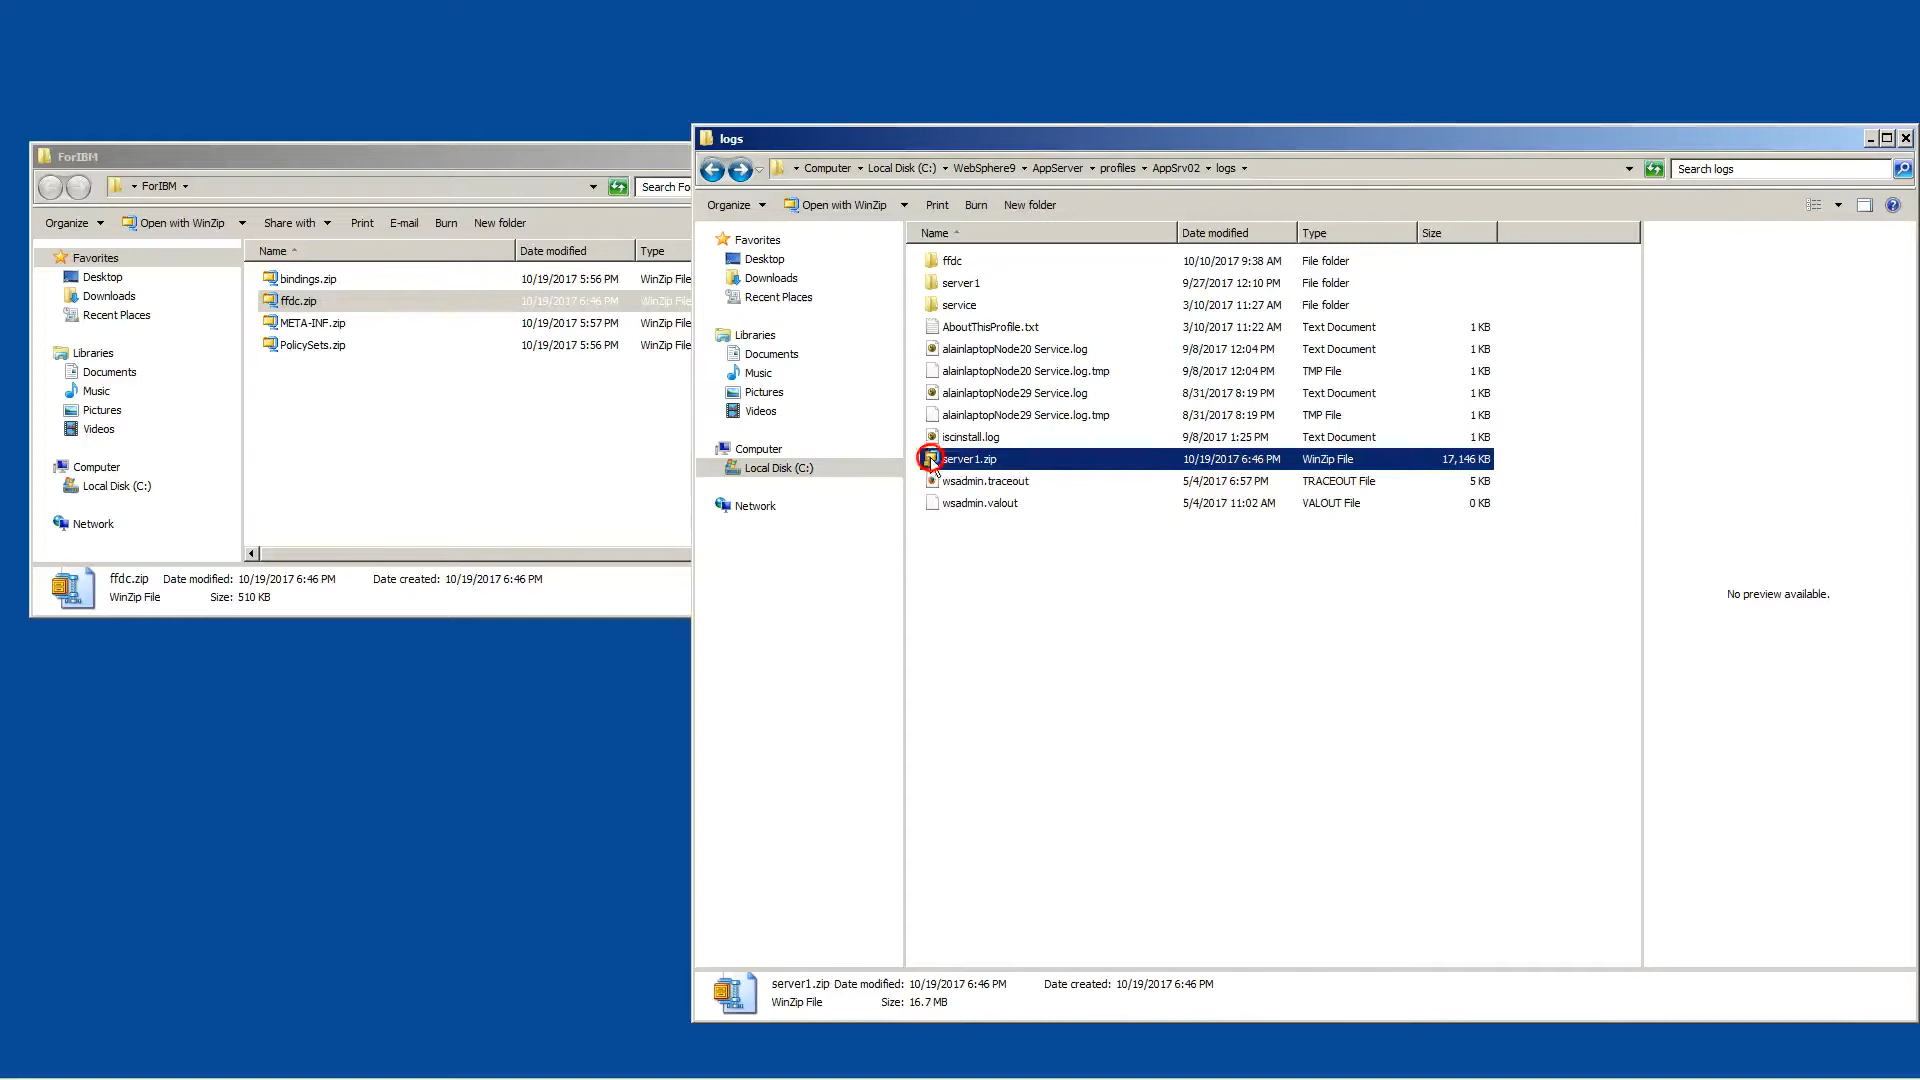 ForIBM
ForIBM
Search Fo
Organize Open with WinZip Share with Print E-mail Burn New folder
Favorites
Desktop
Downloads
Recent Places
Libraries
Documents
Music
Pictures
Videos
Computer
Local Disk (C:)
Network
Name Date modified Type
bindings.zip 10/19/2017 5:56 PM WinZip File
ffdc.zip 10/19/2017 6:46 PM WinZip File
META-INF.zip 10/19/2017 5:57 PM WinZip File
PolicySets.zip 10/19/2017 5:56 PM WinZip File
ffdc.zip Date modified: 10/19/2017 6:46 PM Date created: 10/19/2017 6:46 PM
WinZip File Size: 510 KB
logs
Computer Local Disk (C:) WebSphere9 AppServer profiles AppSrv02 logs
Search logs
Organize Open with WinZip Print Burn New folder
Favorites
Desktop
Downloads
Recent Places
Libraries
Documents
Music
Pictures
Videos
Computer
Local Disk (C:)
Network
Name Date modified Type Size
ffdc 10/10/2017 9:38 AM File folder
server1 9/27/2017 12:10 PM File folder
service 3/10/2017 11:27 AM File folder
AboutThisProfile.txt 3/10/2017 11:22 AM Text Document 1 KB
alainlaptopNode20 Service.log 9/8/2017 12:04 PM Text Document 1 KB
alainlaptopNode20 Service.log.tmp 9/8/2017 12:04 PM TMP File 1 KB
alainlaptopNode29 Service.log 8/31/2017 8:19 PM Text Document 1 KB
alainlaptopNode29 Service.log.tmp 8/31/2017 8:19 PM TMP File 1 KB
iscinstall.log 9/8/2017 1:25 PM Text Document 1 KB
server1.zip 10/19/2017 6:46 PM WinZip File 17,146 KB
wsadmin.traceout 5/4/2017 6:57 PM TRACEOUT File 5 KB
wsadmin.valout 5/4/2017 11:02 AM VALOUT File 0 KB
No preview available.
server1.zip Date modified: 10/19/2017 6:46 PM Date created: 10/19/2017 6:46 PM
WinZip File Size: 16.7 MB